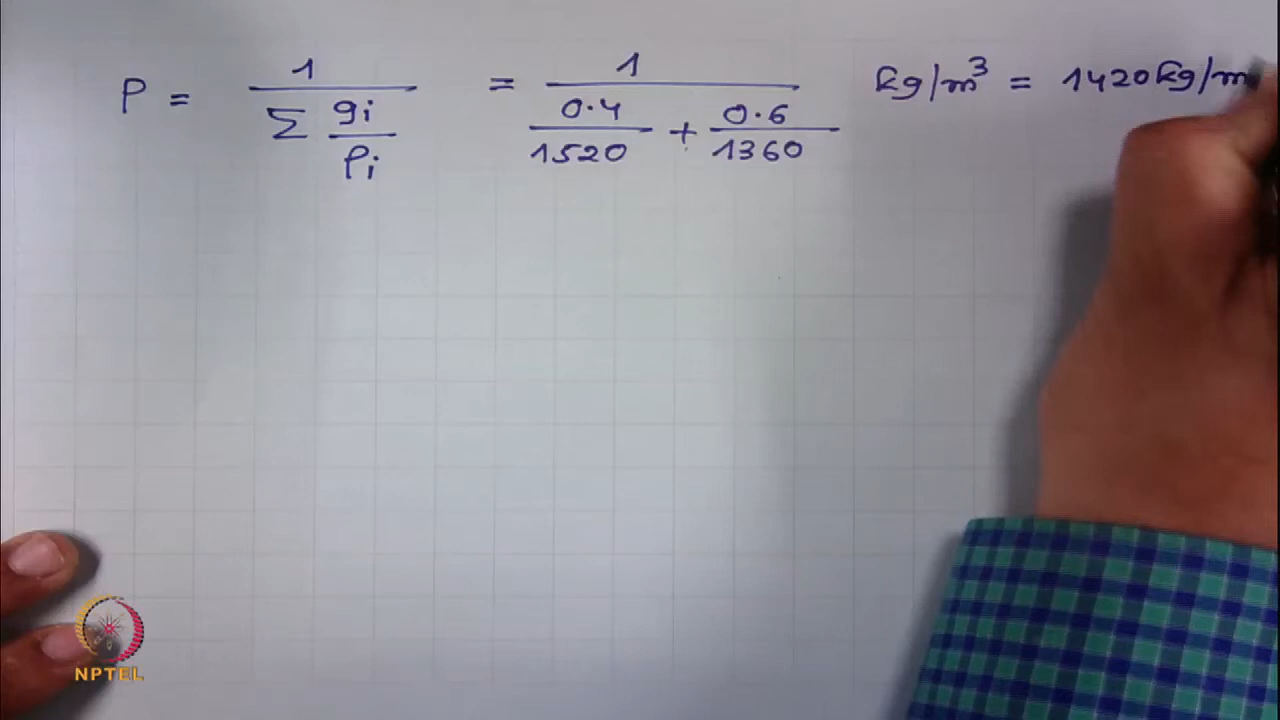 ρ = 1 / (Σ gi/ρi) = 1 / (0.4/1520 + 0.6/1360) kg/m³ = 1420 kg/m
NPTEL